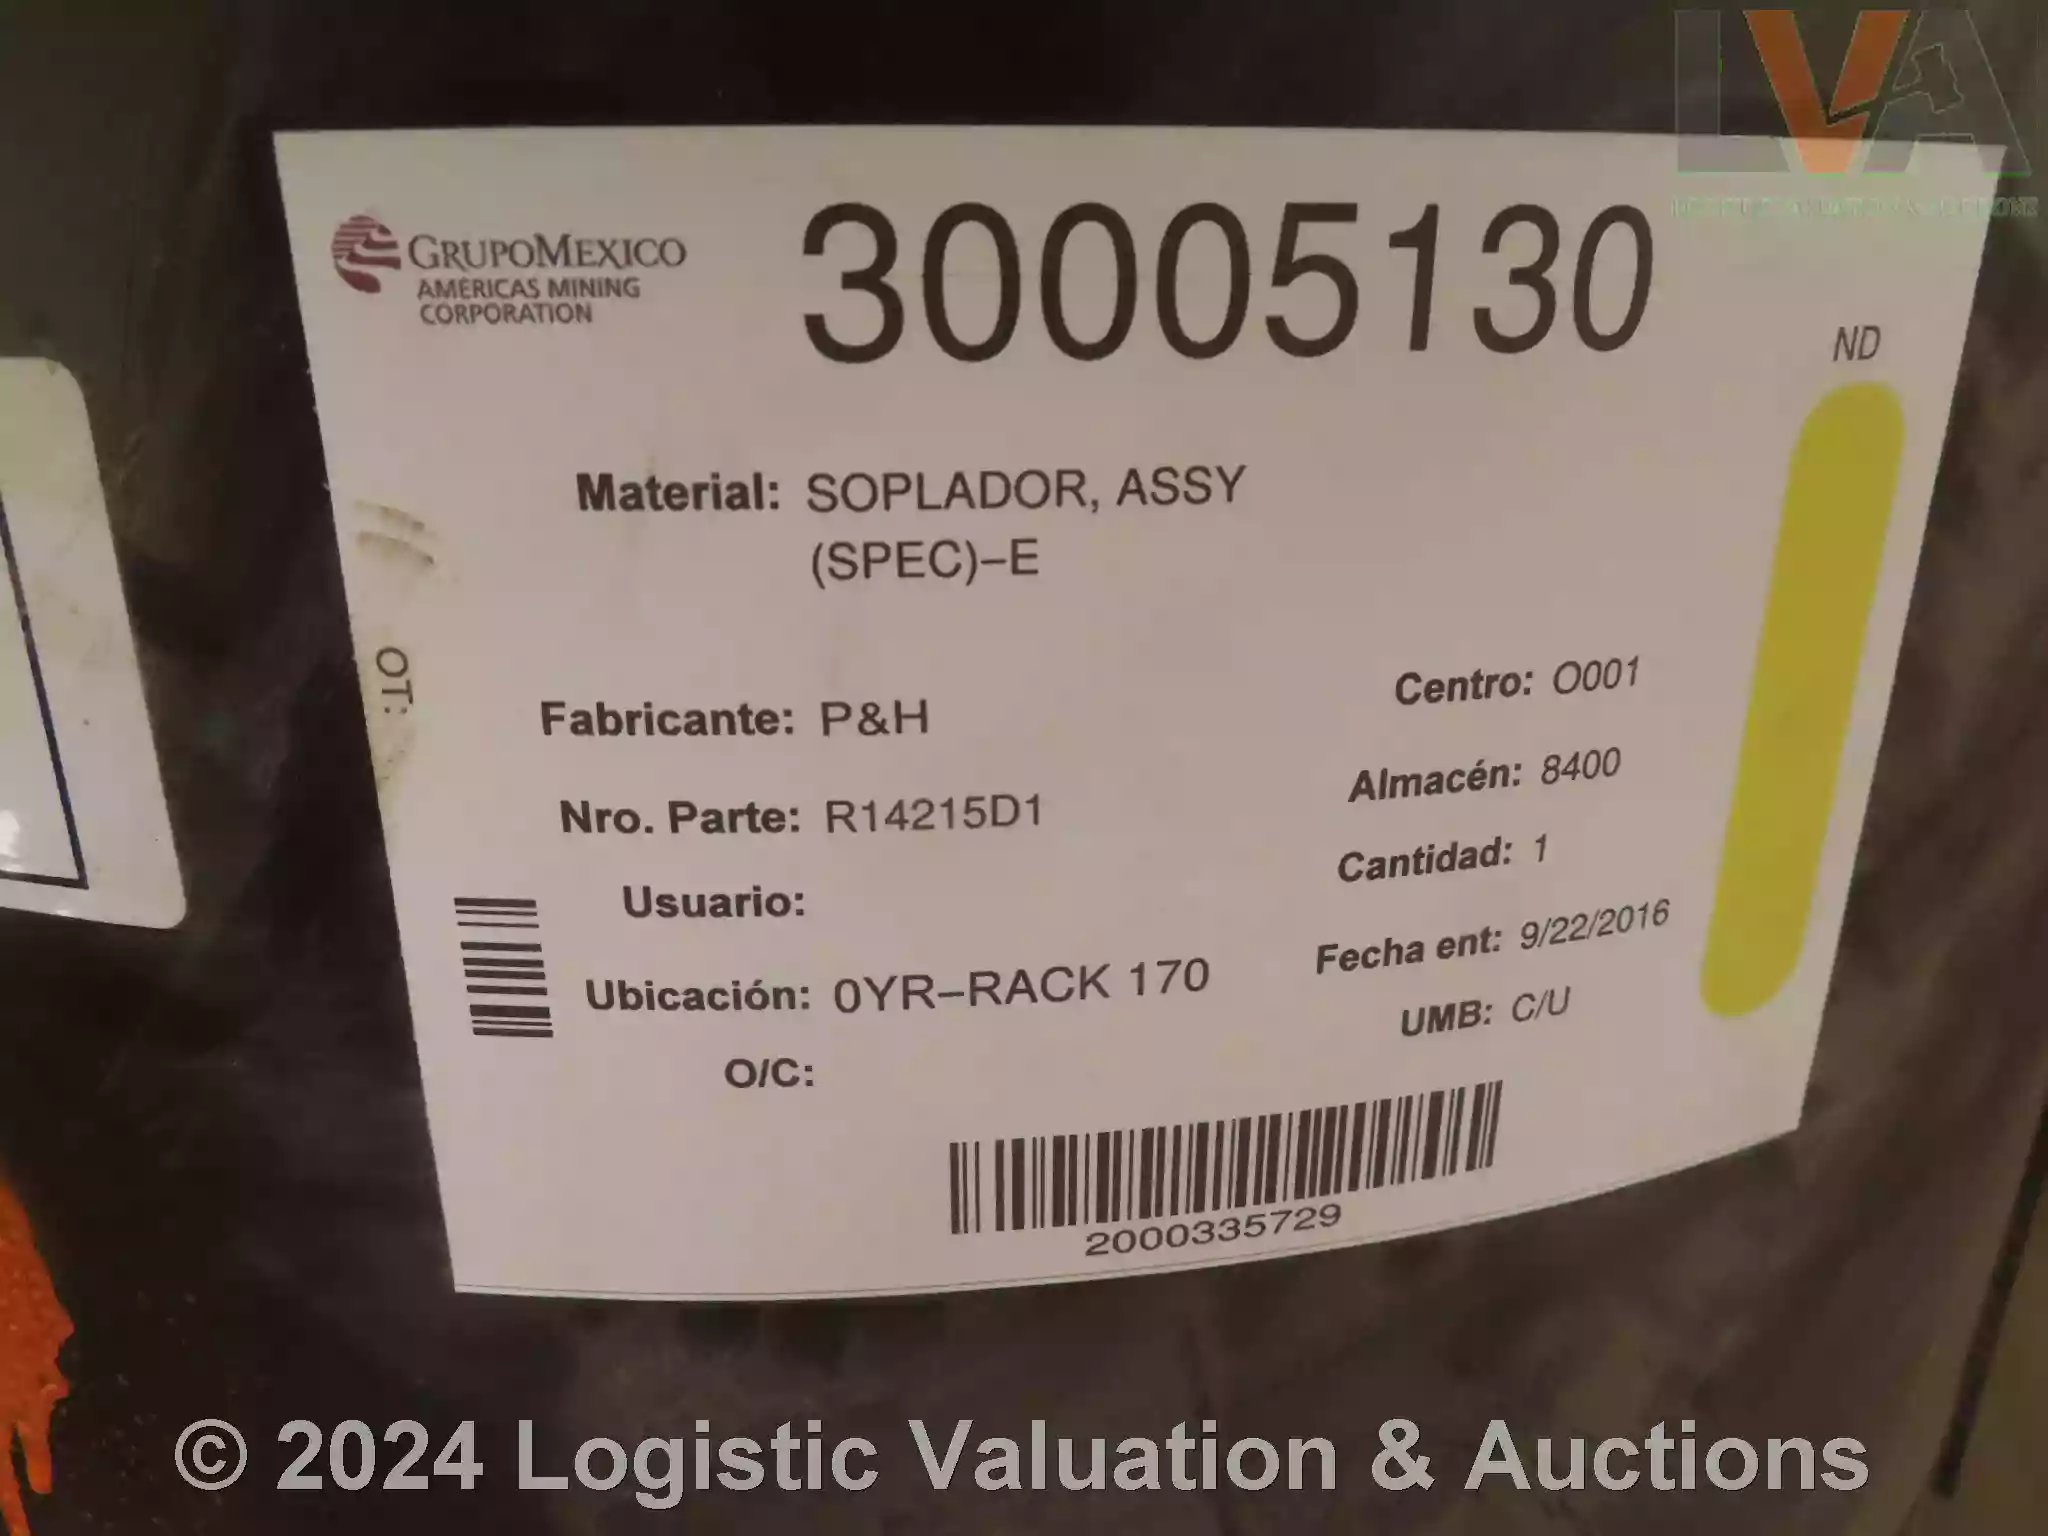 LVA
GRUPOMEXICO
AMERICAS MINING
CORPORATION
30005130
ND
Material: SOPLADOR, ASSY
(SPEC)–E
OT:
Fabricante: P&H
Nro. Parte: R14215D1
Usuario:
Ubicación: 0YR–RACK 170
O/C:
Centro: O001
Almacén: 8400
Cantidad: 1
Fecha ent: 9/22/2016
UMB: C/U
2000335729
© 2024 Logistic Valuation & Auctions